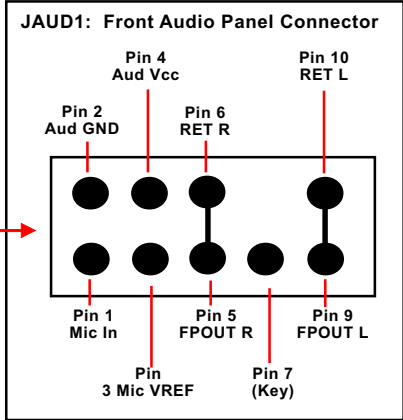 JAUD1: Front Audio Panel Connector
Pin 4
Aud Vcc
Pin 10
RET L
Pin 2
Aud GND
Pin 6
RET R
Pin 1
Mic In
Pin 5
FPOUT R
Pin 9
FPOUT L
Pin
3 Mic VREF
Pin 7
(Key)